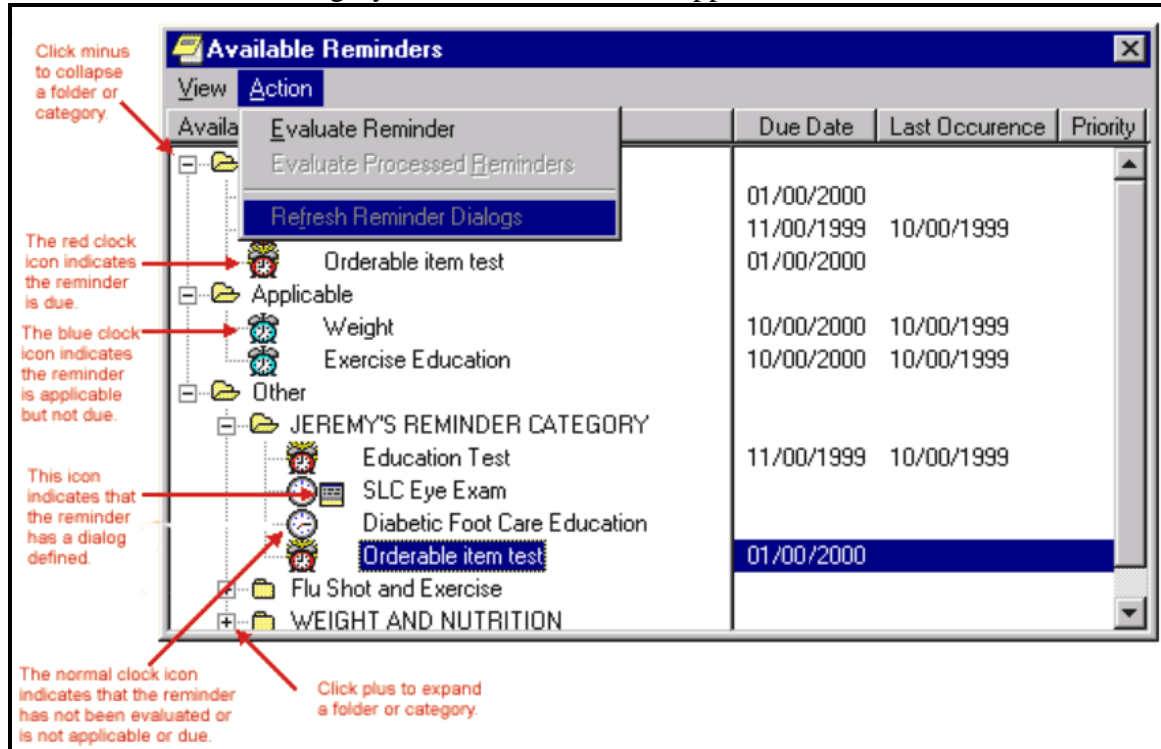 Click minus
to collapse
a folder or
category.
Available Reminders
View Action
Availa Due Date Last Occurence Priority
Evaluate Reminder
Evaluate Processed Reminders
Refresh Reminder Dialogs
01/00/2000
11/00/1999 10/00/1999
The red clock
icon indicates
the reminder
is due.
Orderable item test 01/00/2000
Applicable
The blue clock
icon indicates
the reminder
is applicable
but not due.
Weight 10/00/2000 10/00/1999
Exercise Education 10/00/2000 10/00/1999
Other
JEREMY'S REMINDER CATEGORY
Education Test 11/00/1999 10/00/1999
This icon
indicates that
the reminder
has a dialog
defined.
SLC Eye Exam
Diabetic Foot Care Education
Orderable item test 01/00/2000
Flu Shot and Exercise
WEIGHT AND NUTRITION
The normal clock icon
indicates that the reminder
has not been evaluated or
is not applicable or due.
Click plus to expand
a folder or category.